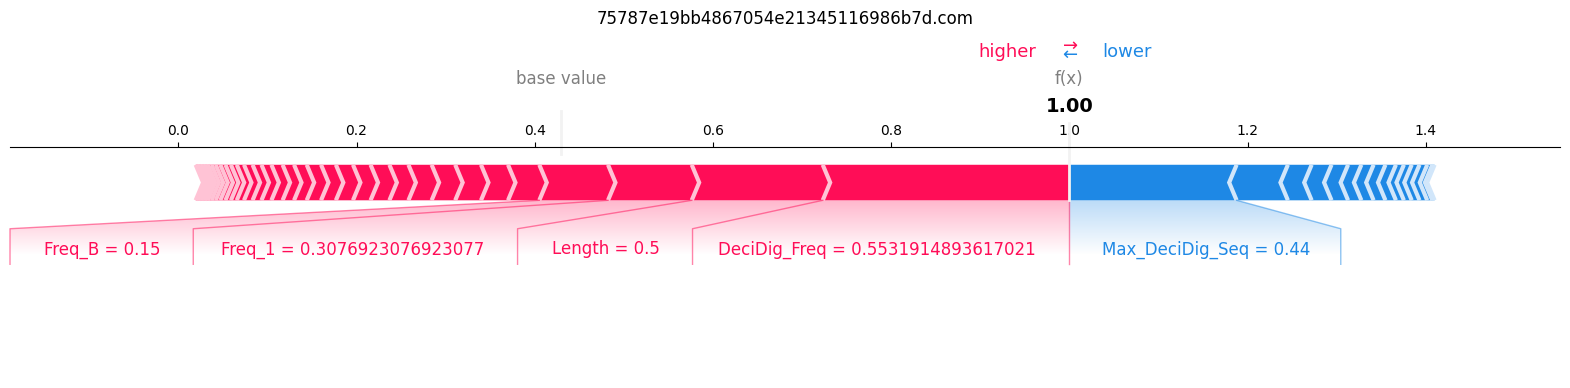 75787e19bb4867054e21345116986b7d.com
higher → ← lower
base value f(x)
1.00
0.0 0.2 0.4 0.6 0.8 1.0 1.2 1.4
Freq_B = 0.15 Freq_1 = 0.3076923076923077 Length = 0.5 DeciDig_Freq = 0.5531914893617021 Max_DeciDig_Seq = 0.44